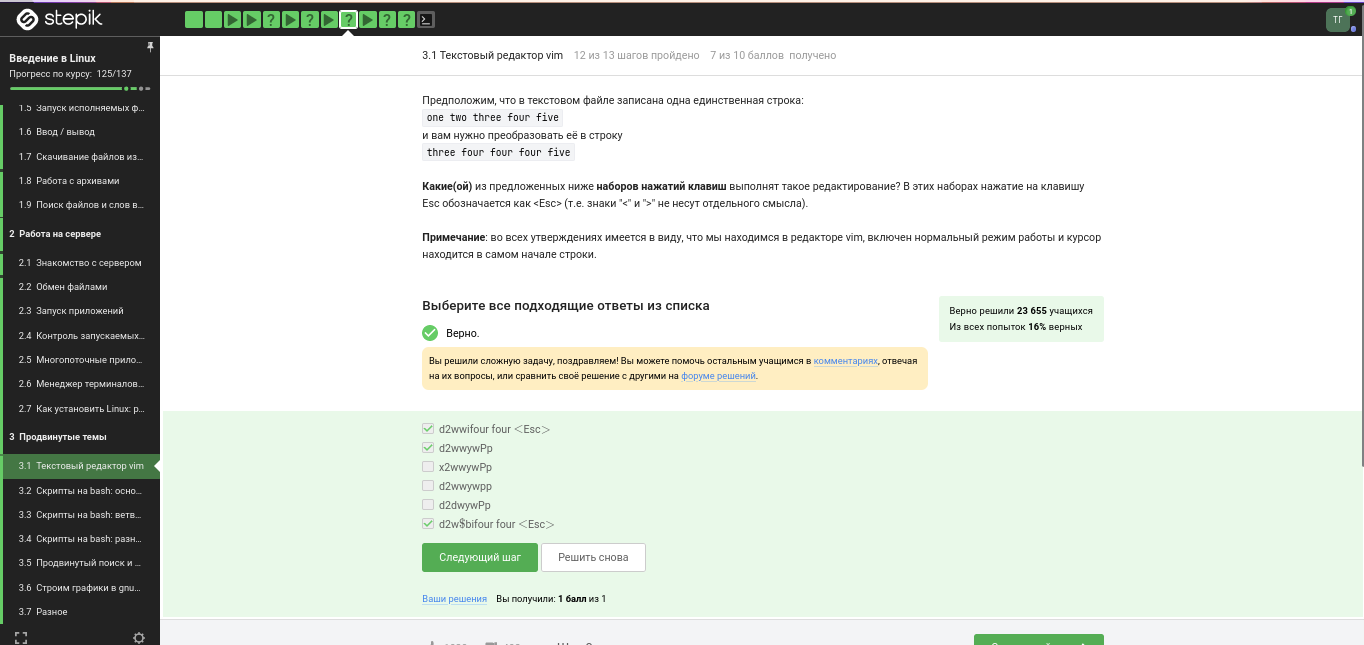 stepik
ТГ
1
Введение в Linux
Прогресс по курсу: 125/137
1.5 Запуск исполняемых ф...
1.6 Ввод / вывод
1.7 Скачивание файлов из...
1.8 Работа с архивами
1.9 Поиск файлов и слов в...
2 Работа на сервере
2.1 Знакомство с сервером
2.2 Обмен файлами
2.3 Запуск приложений
2.4 Контроль запускаемых...
2.5 Многопоточные прило...
2.6 Менеджер терминалов...
2.7 Как установить Linux: р...
3 Продвинутые темы
3.1 Текстовый редактор vim
3.2 Скрипты на bash: осно...
3.3 Скрипты на bash: ветв...
3.4 Скрипты на bash: разн...
3.5 Продвинутый поиск и ...
3.6 Строим графики в gnu...
3.7 Разное
3.1 Текстовый редактор vim 12 из 13 шагов пройдено 7 из 10 баллов получено
Предположим, что в текстовом файле записана одна единственная строка:
one two three four five
и вам нужно преобразовать её в строку
three four four four five
Какие(ой) из предложенных ниже наборов нажатий клавиш выполнят такое редактирование? В этих наборах нажатие на клавишу
Esc обозначается как <Esc> (т.е. знаки "<" и ">" не несут отдельного смысла).
Примечание: во всех утверждениях имеется в виду, что мы находимся в редакторе vim, включен нормальный режим работы и курсор
находится в самом начале строки.
Выберите все подходящие ответы из списка
Верно решили 23 655 учащихся
Из всех попыток 16% верных
Верно.
Вы решили сложную задачу, поздравляем! Вы можете помочь остальным учащимся в комментариях, отвечая
на их вопросы, или сравнить своё решение с другими на форуме решений.
d2wwifour four <Esc>
d2wwywPp
x2wwywPp
d2wwywpp
d2dwywPp
d2w$bifour four <Esc>
Следующий шаг
Решить снова
Ваши решения Вы получили: 1 балл из 1